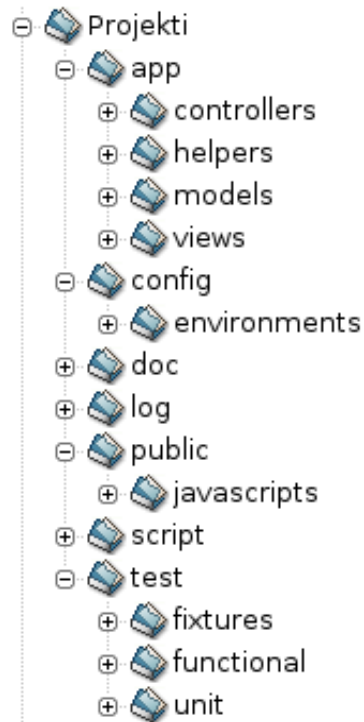 Projekti
app
controllers
helpers
models
views
config
environments
doc
log
public
javascripts
script
test
fixtures
functional
unit